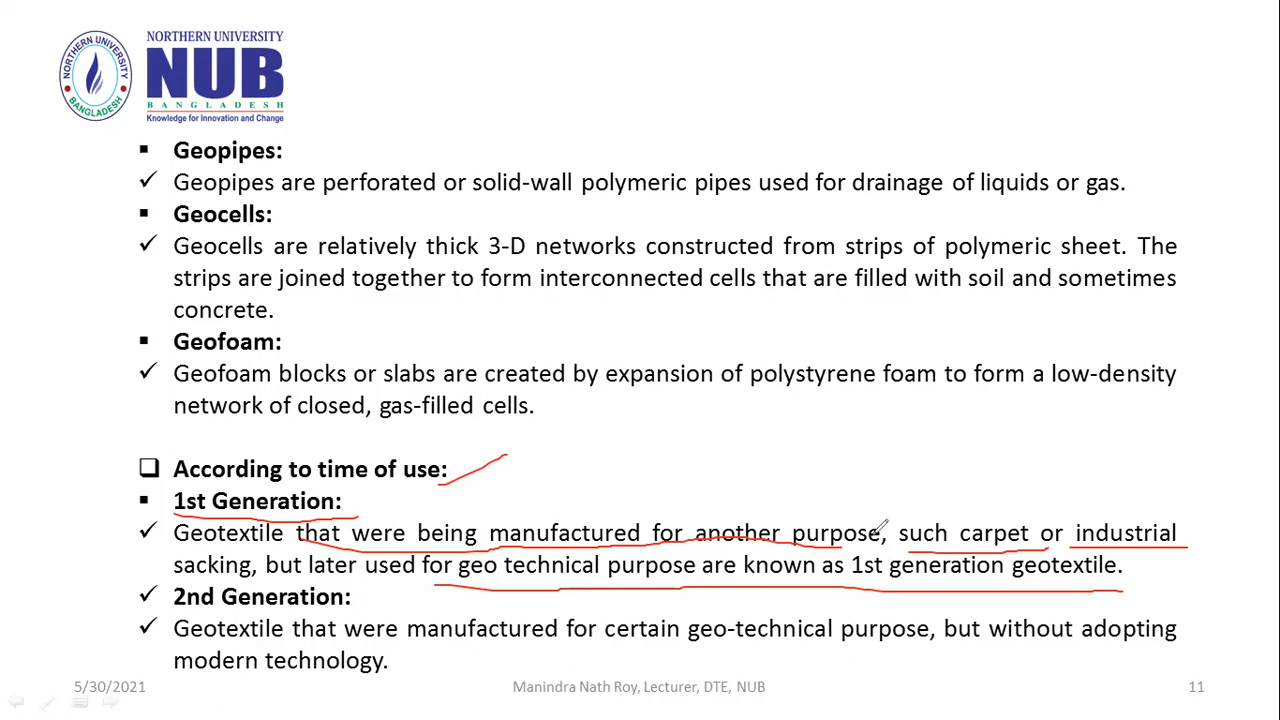 NORTHERN UNIVERSITY
NORTHERN UNIVERSITY
NUB
BANGLADESH
BANGLADESH
Knowledge for Innovation and Change
Geopipes:
Geopipes are perforated or solid-wall polymeric pipes used for drainage of liquids or gas.
Geocells:
Geocells are relatively thick 3-D networks constructed from strips of polymeric sheet. The
strips are joined together to form interconnected cells that are filled with soil and sometimes
concrete.
Geofoam:
Geofoam blocks or slabs are created by expansion of polystyrene foam to form a low-density
network of closed, gas-filled cells.
According to time of use:
1st Generation:
Geotextile that were being manufactured for another purpose, such carpet or industrial
sacking, but later used for geo technical purpose are known as 1st generation geotextile.
2nd Generation:
Geotextile that were manufactured for certain geo-technical purpose, but without adopting
modern technology.
5/30/2021 Manindra Nath Roy, Lecturer, DTE, NUB 11